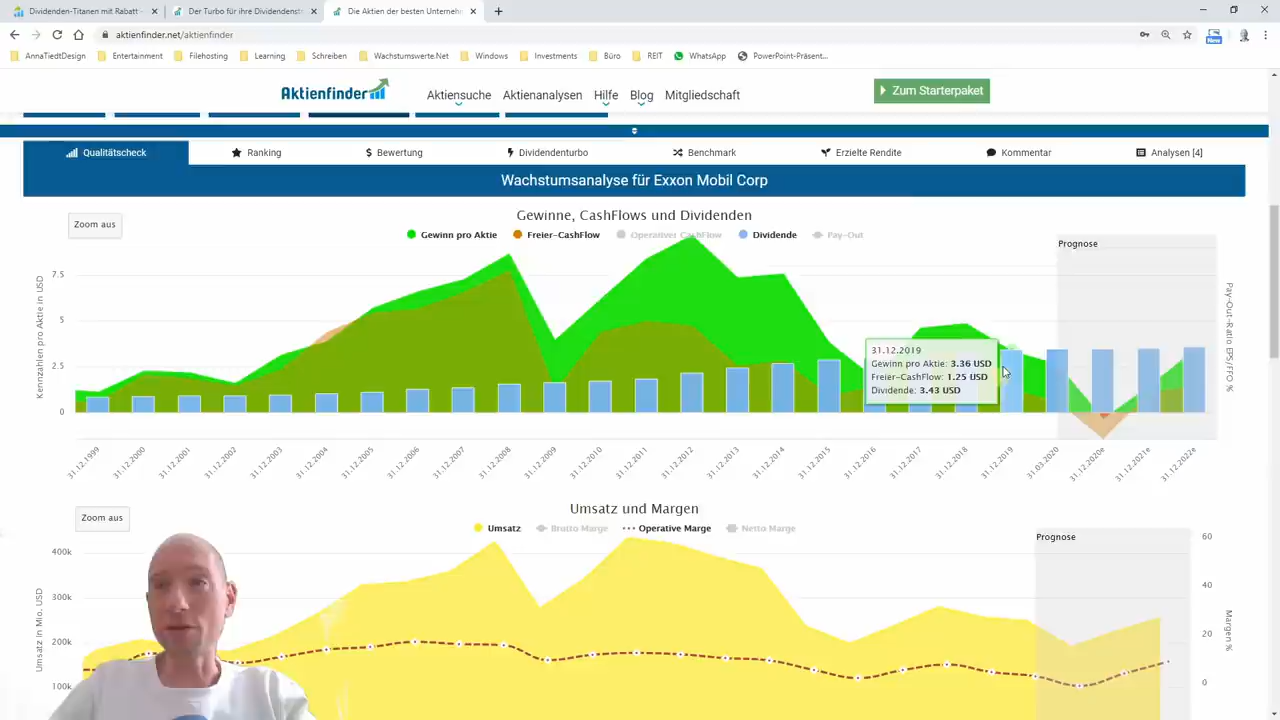 Dividenden-Titanen mit Rabatt -
Der Turbo für ihre Dividendenst
Die Aktien der besten Unterneh
aktienfinder.net/aktienfinder
New
AnnaTiedtDesign
Entertainment
Filehosting
Learning
Schreiben
Wachstumswerte.Net
Windows
Investments
Büro
REIT
WhatsApp
PowerPoint-Präsent...
Aktienfinder
Aktiensuche
Aktienanalysen
Hilfe
Blog
Mitgliedschaft
Zum Starterpaket
Qualitätscheck
Ranking
$ Bewertung
Dividendenturbo
Benchmark
Erzielte Rendite
Kommentar
Analysen [4]
Wachstumsanalyse für Exxon Mobil Corp
Gewinne, CashFlows und Dividenden
Zoom aus
Gewinn pro Aktie
Freier-CashFlow
Operativer CashFlow
Dividende
Pay-Out
Prognose
Kennzahlen pro Aktie in USD
7.5
5
2.5
0
Pay-Out-Ratio EPS/FFO %
31.12.2019
Gewinn pro Aktie: 3.36 USD
Freier-CashFlow: 1.25 USD
Dividende: 3.43 USD
31.12.1999
31.12.2000
31.12.2001
31.12.2002
31.12.2003
31.12.2004
31.12.2005
31.12.2006
31.12.2007
31.12.2008
31.12.2009
31.12.2010
31.12.2011
31.12.2012
31.12.2013
31.12.2014
31.12.2015
31.12.2016
31.12.2017
31.12.2018
31.12.2019
31.03.2020
31.12.2020e
31.12.2021e
31.12.2022e
Umsatz und Margen
Zoom aus
Umsatz
Brutto Marge
Operative Marge
Netto Marge
Prognose
Umsatz in Mio. USD
400k
300k
200k
100k
60
40
20
0
Margen %